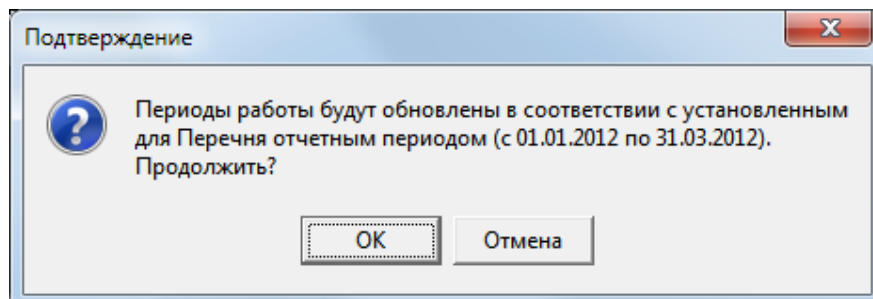 Подтверждение
Периоды работы будут обновлены в соответствии с установленным
для Перечня отчетным периодом (с 01.01.2012 по 31.03.2012).
Продолжить?
ОК
Отмена